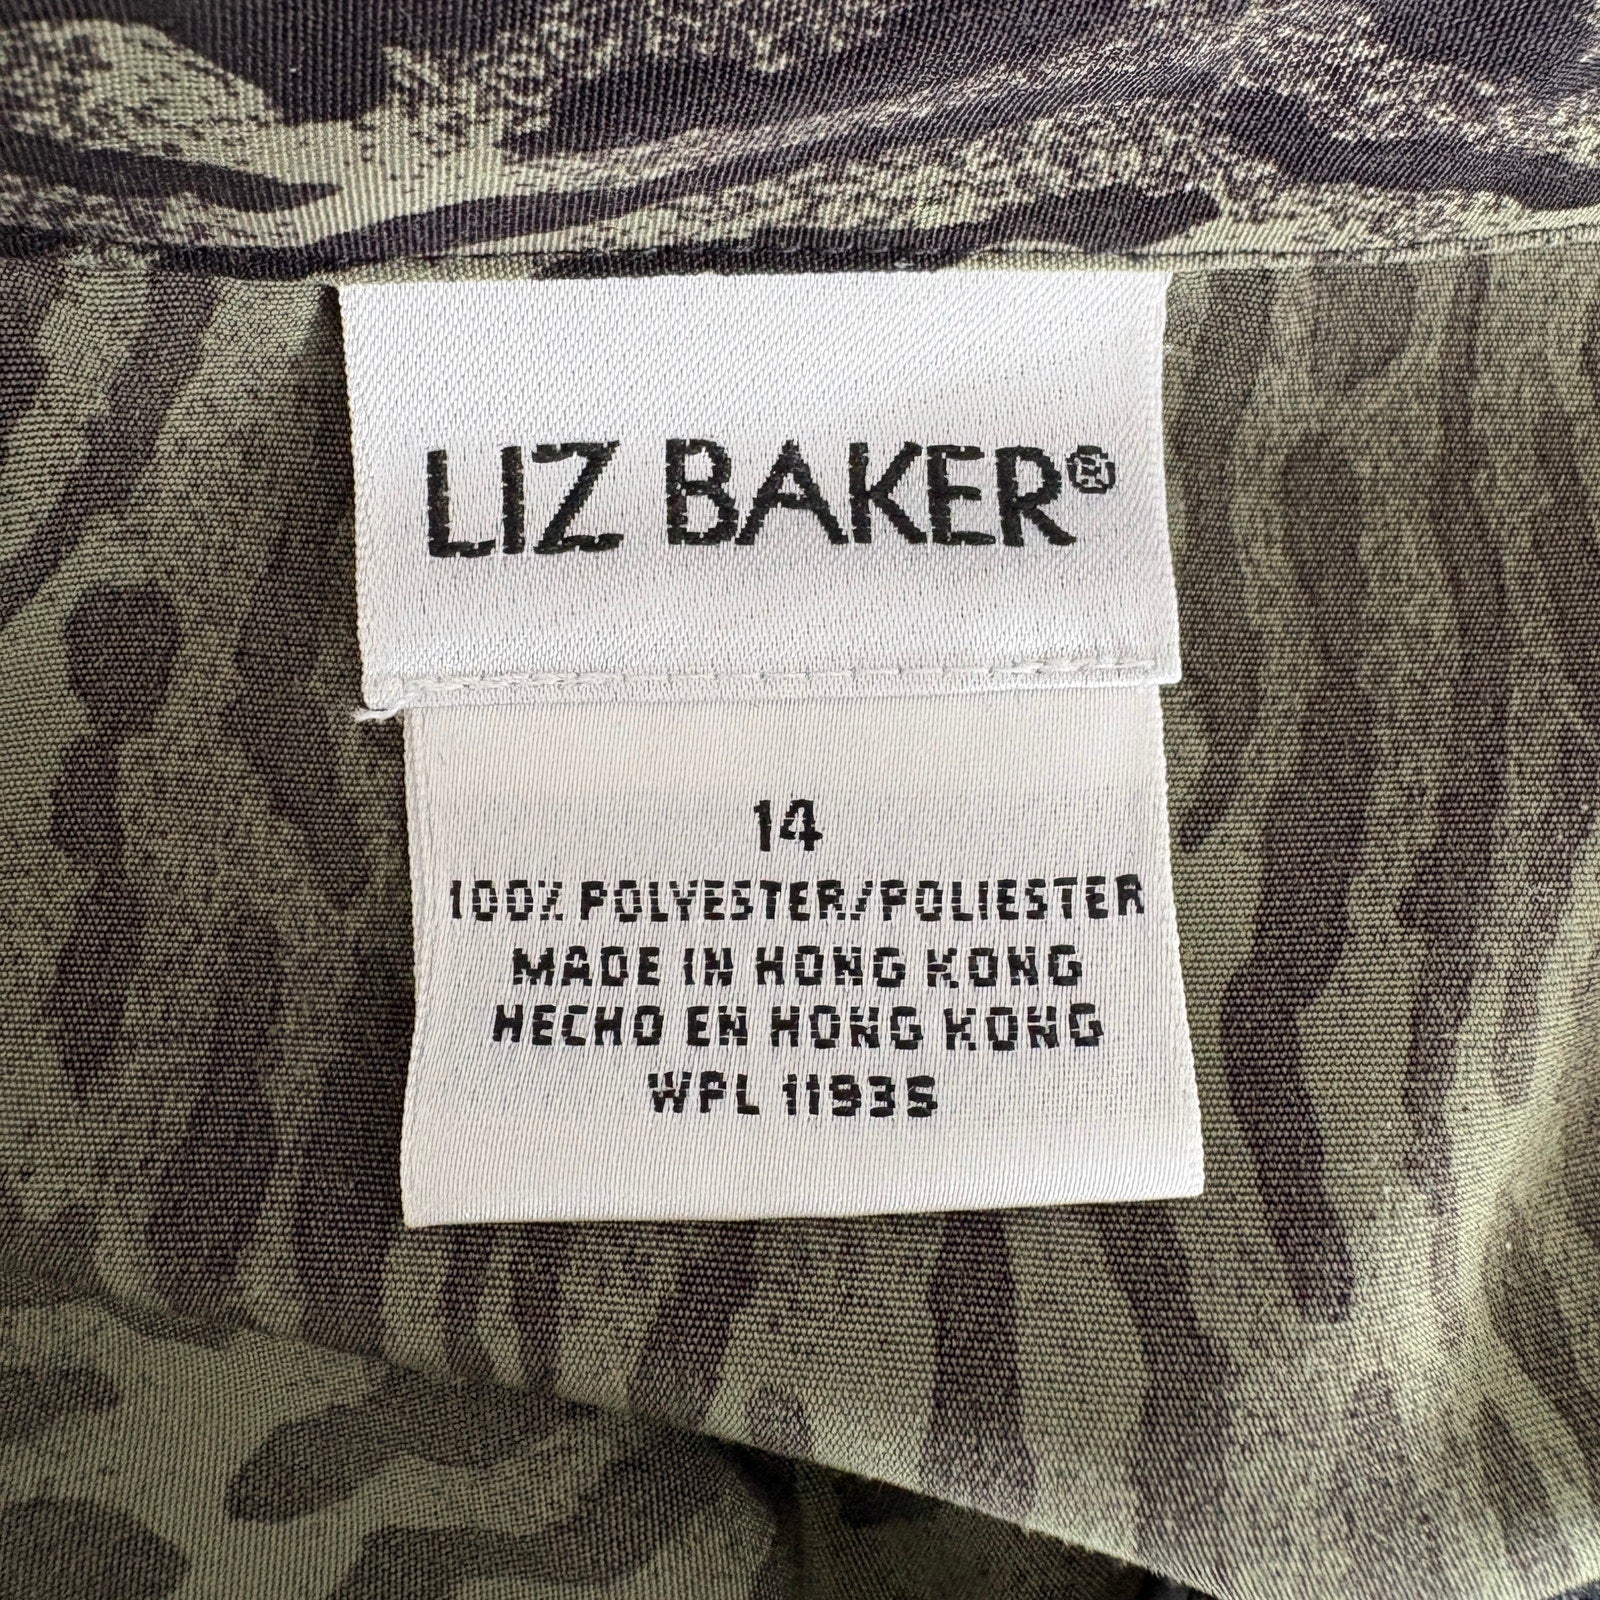 LIZ BAKER®
14
100% POLYESTER/POLIESTER
MADE IN HONG KONG
HECHO EN HONG KONG
WPL 11935